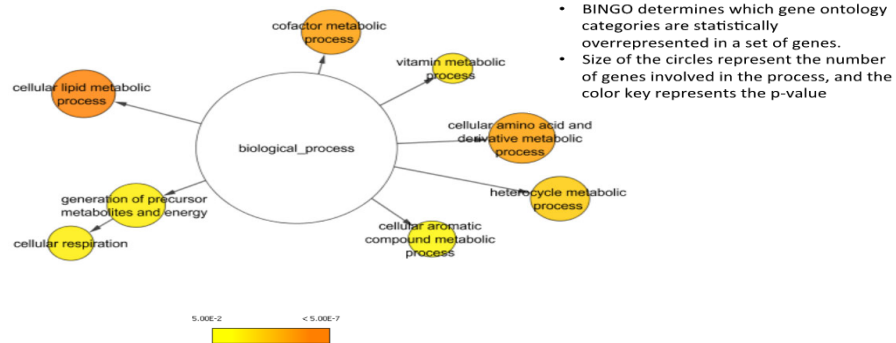 cofactor metabolic
process
vitamin metabolic
process
cellular lipid metabolic
process
cellular amino acid and
derivative metabolic
process
biological_process
heterocycle metabolic
process
generation of precursor
metabolites and energy
cellular respiration
cellular aromatic
compound metabolic
process
5.00E-2
< 5.00E-7
• BINGO determines which gene ontology
categories are statistically
overrepresented in a set of genes.
• Size of the circles represent the number
of genes involved in the process, and the
color key represents the p-value